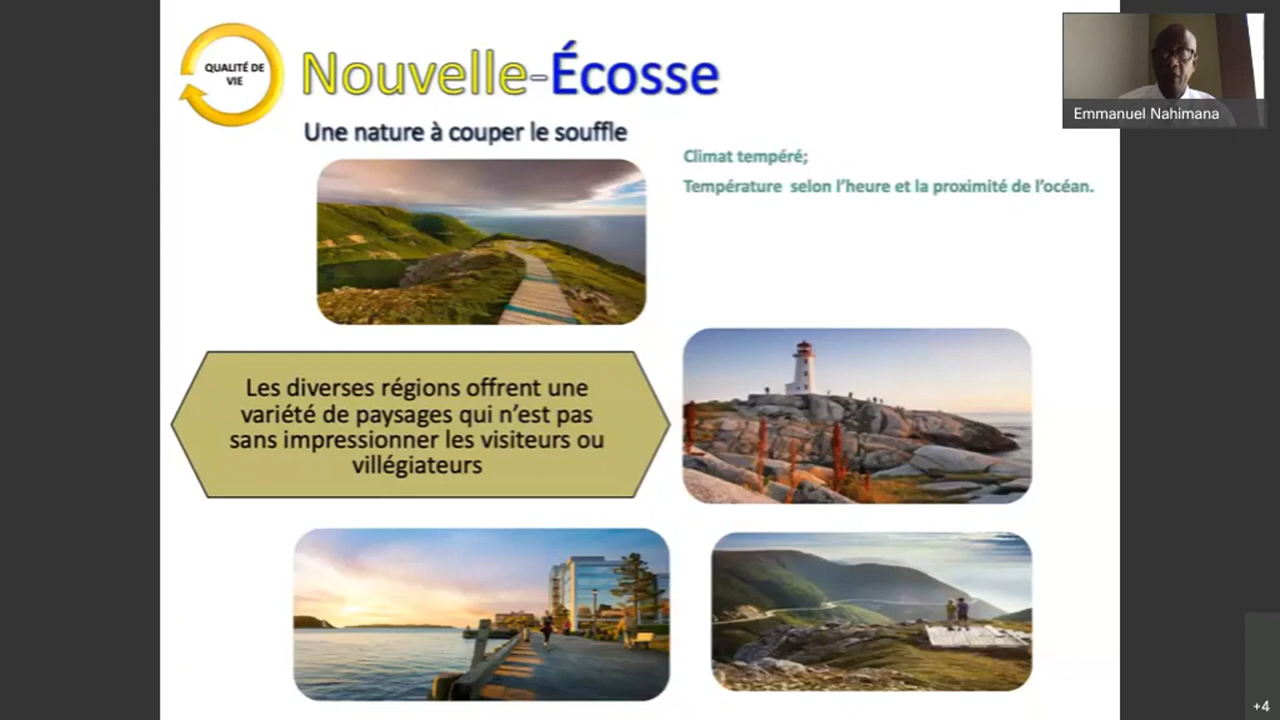 QUALITÉ DE
VIE
Nouvelle-Écosse
Une nature à couper le souffle
Climat tempéré;
Température selon l'heure et la proximité de l'océan.
Emmanuel Nahimana
Les diverses régions offrent une
variété de paysages qui n'est pas
sans impressionner les visiteurs ou
villégiateurs
+4